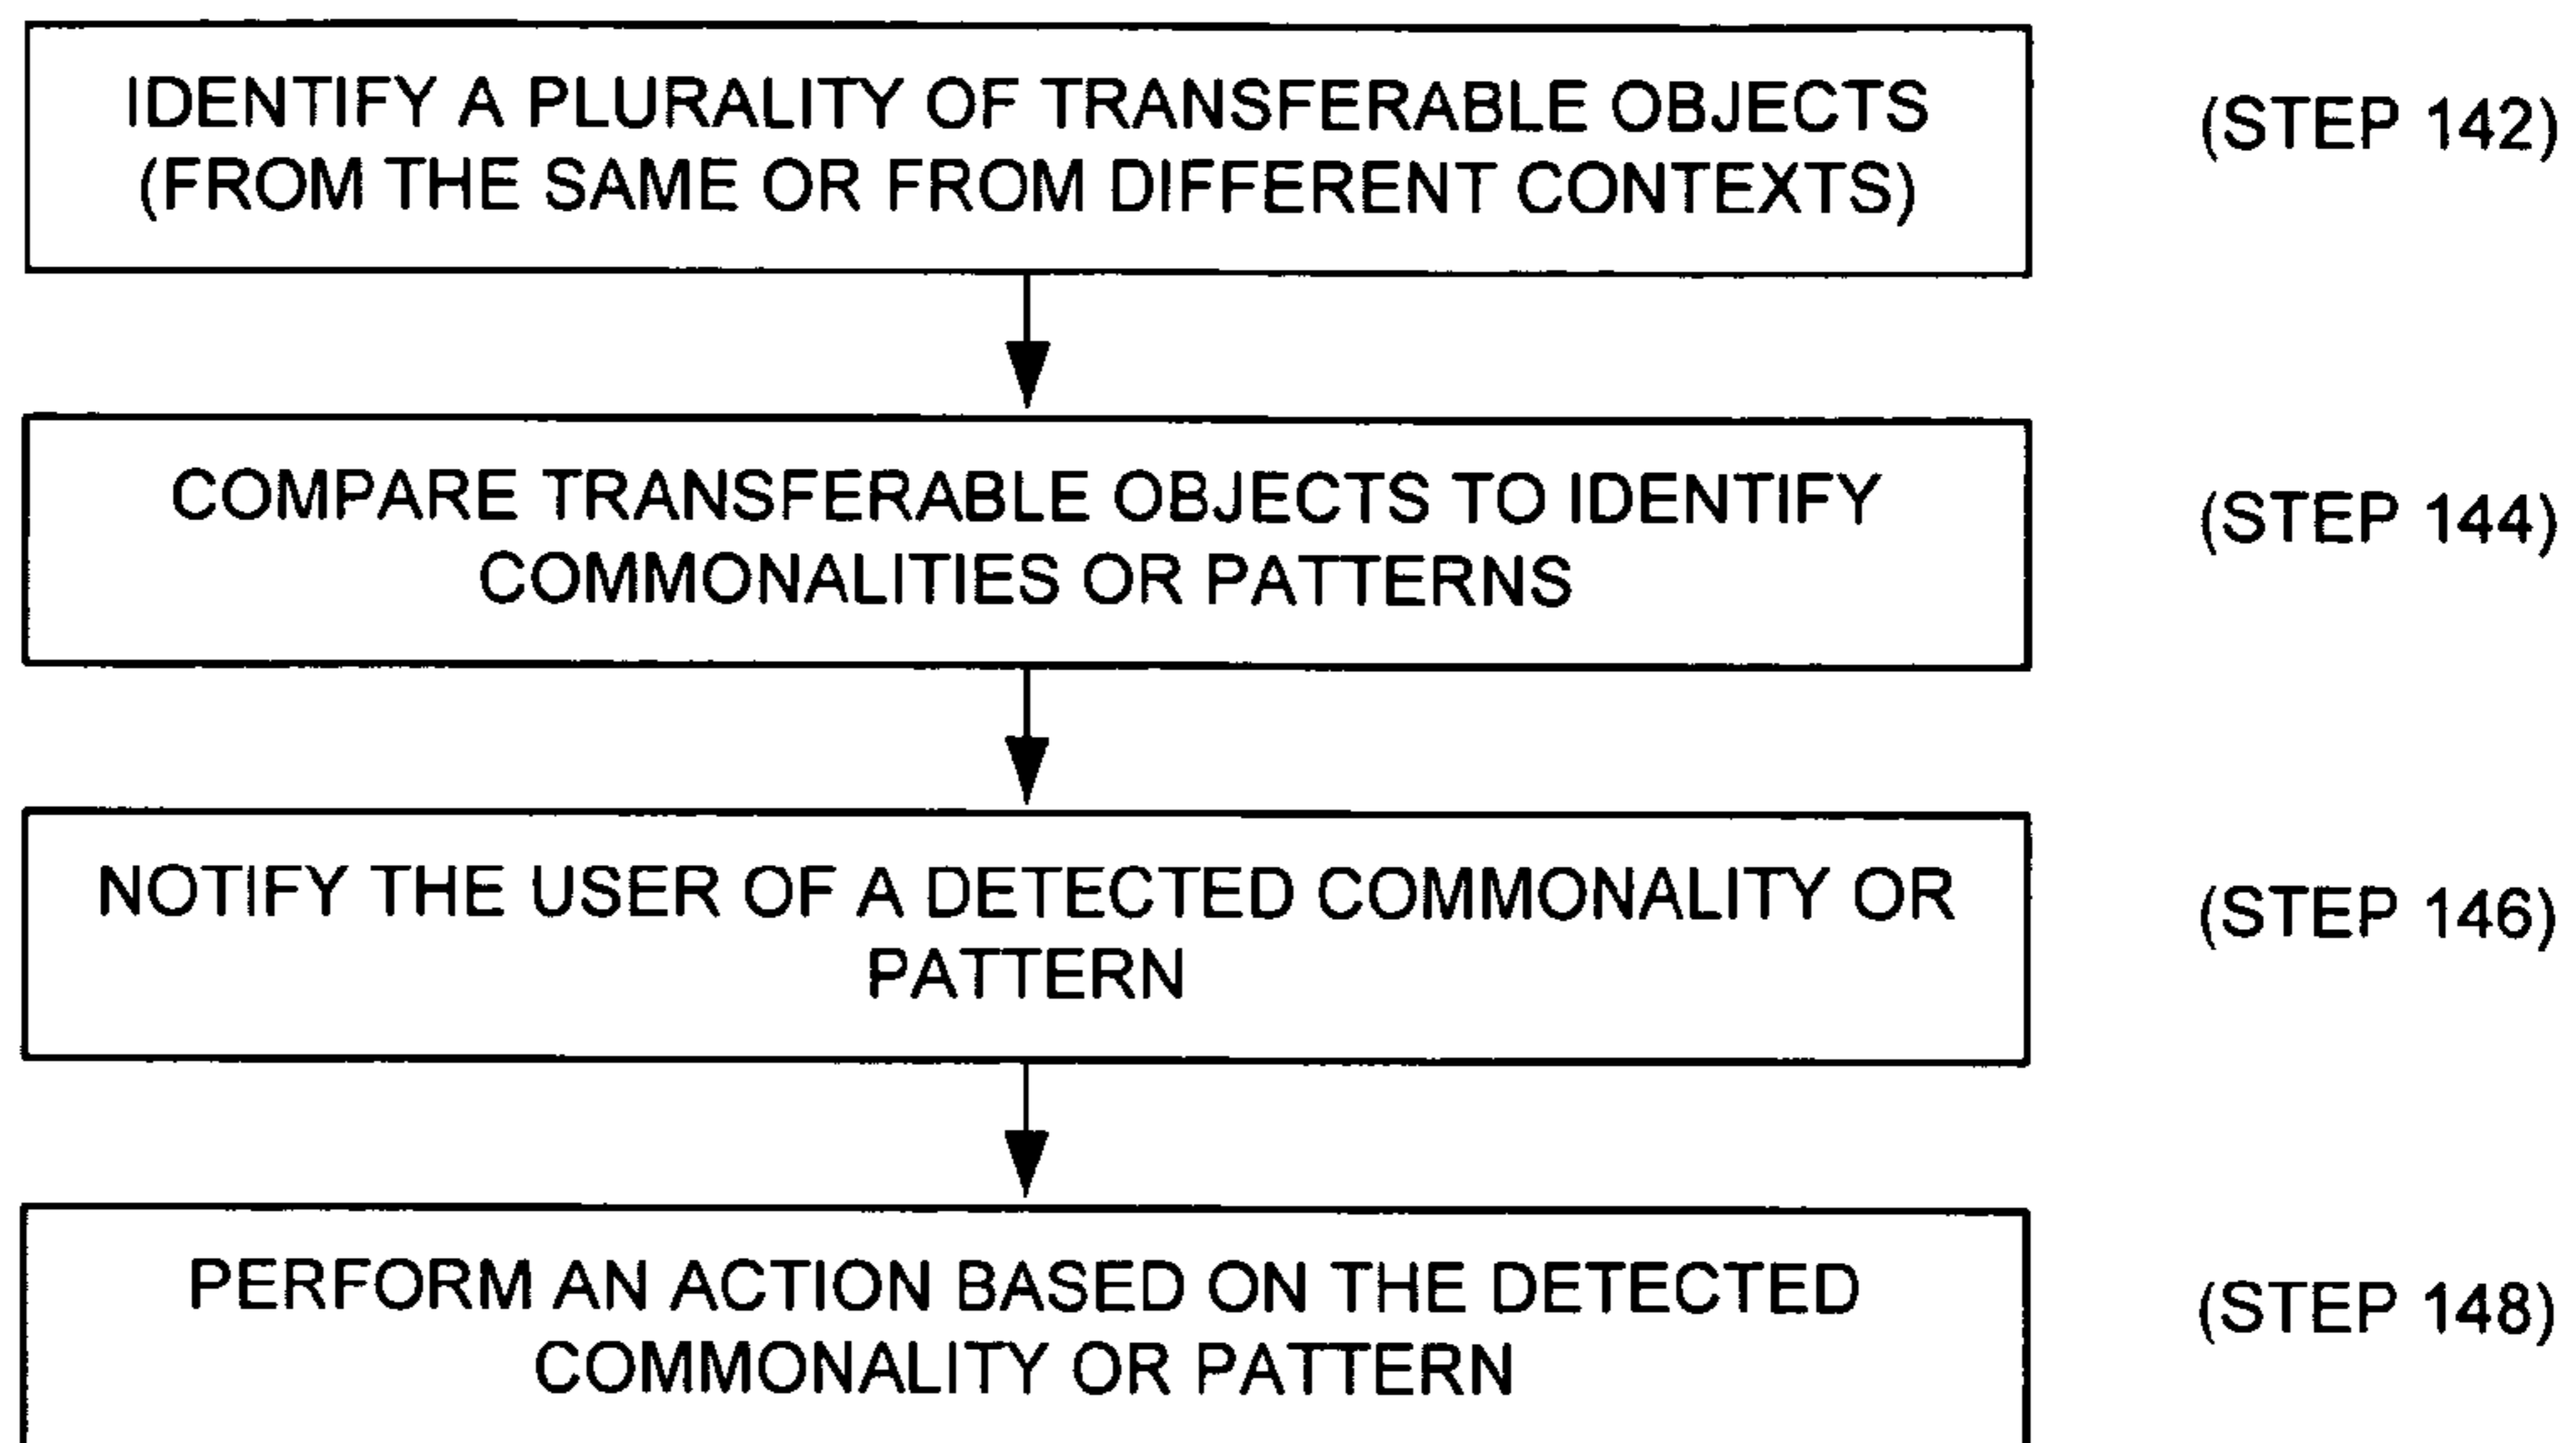 IDENTIFY A PLURALITY OF TRANSFERABLE OBJECTS
(FROM THE SAME OR FROM DIFFERENT CONTEXTS)
(STEP 142)
COMPARE TRANSFERABLE OBJECTS TO IDENTIFY
COMMONALITIES OR PATTERNS
(STEP 144)
NOTIFY THE USER OF A DETECTED COMMONALITY OR
PATTERN
(STEP 146)
PERFORM AN ACTION BASED ON THE DETECTED
COMMONALITY OR PATTERN
(STEP 148)